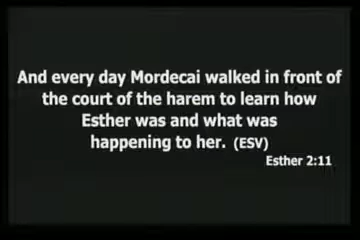 And every day Mordecai walked in front of
the court of the harem to learn how
Esther was and what was
happening to her. (ESV)
Esther 2:11